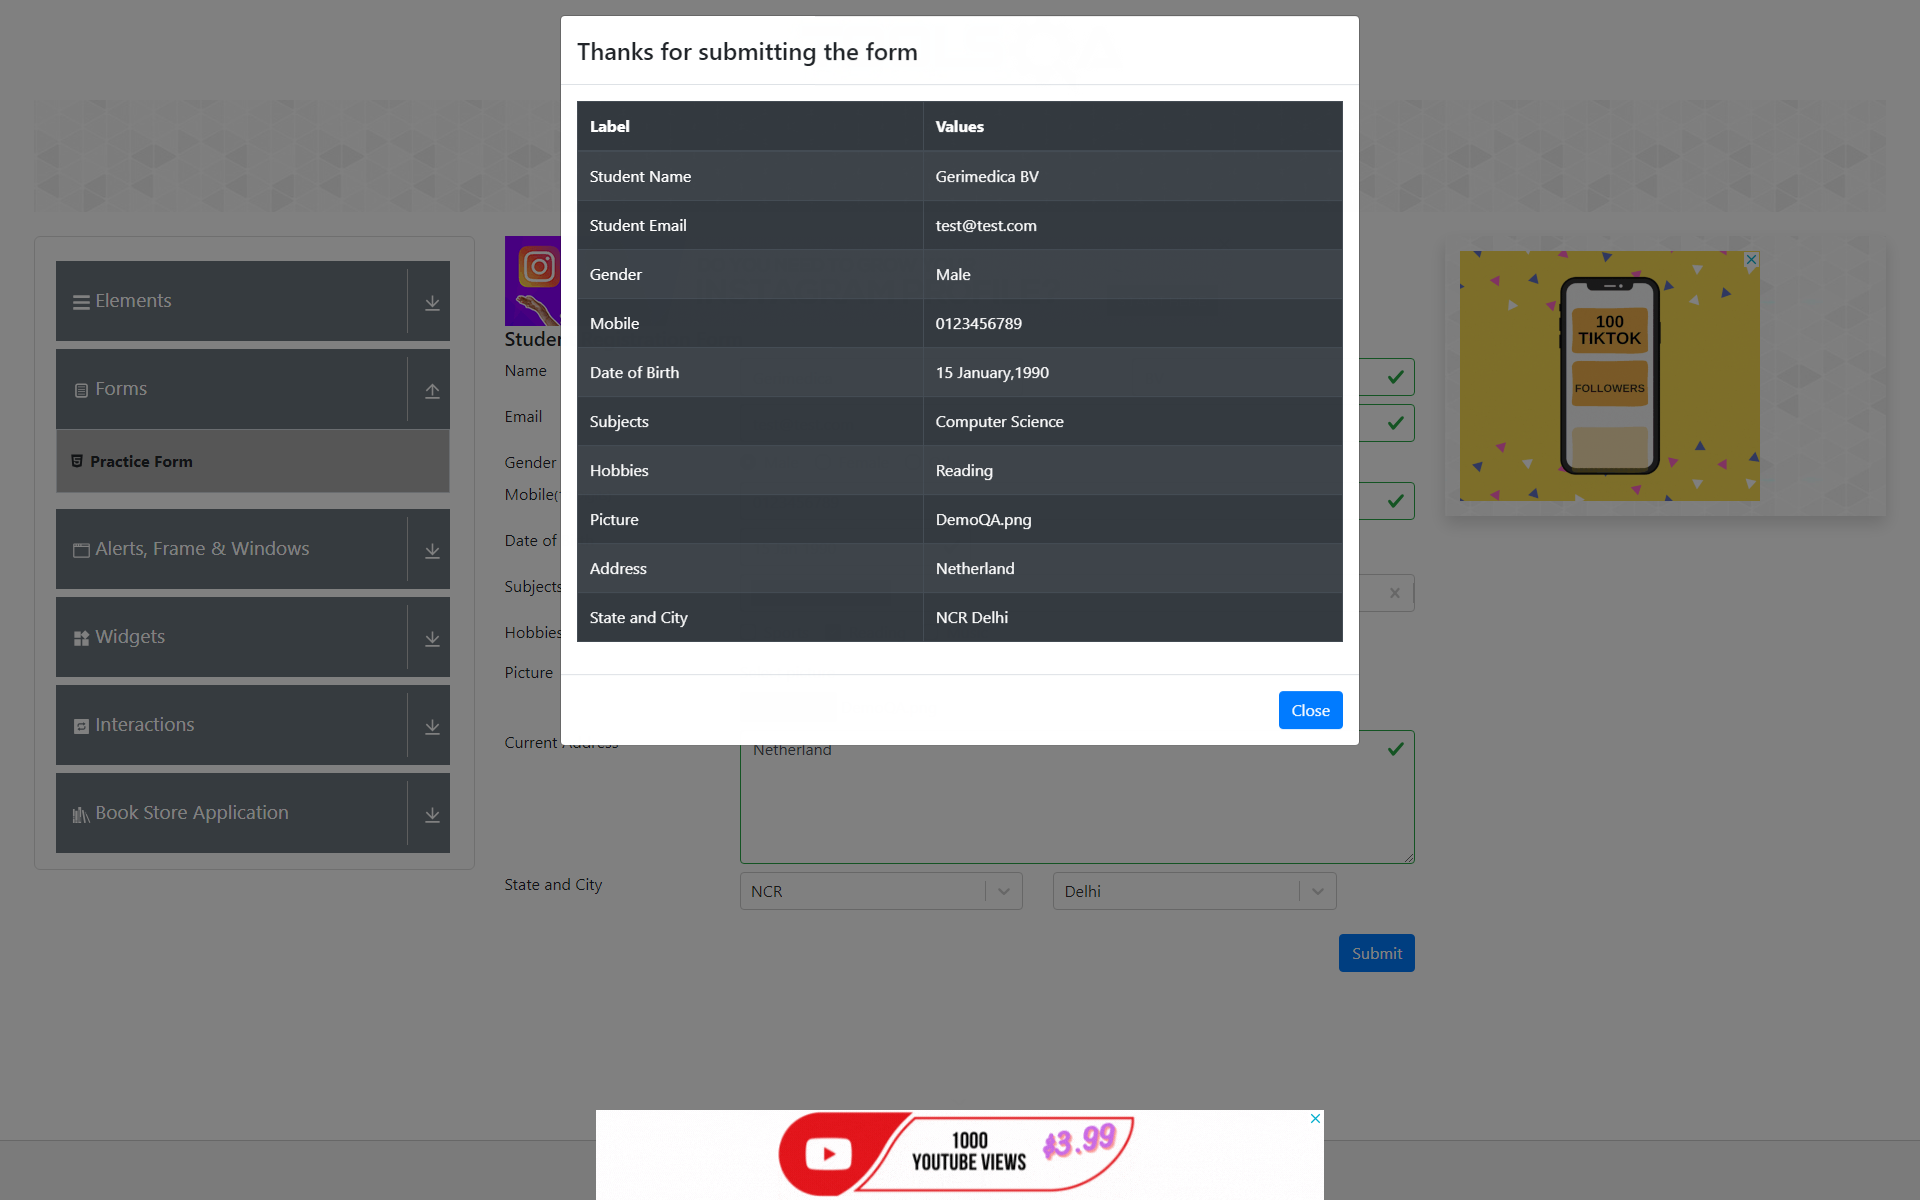 Thanks for submitting the form
Label Values
Student Name Gerimedica BV
Student Email test@test.com
Gender Male
Mobile 0123456789
Date of Birth 15 January,1990
Subjects Computer Science
Hobbies Reading
Picture DemoQA.png
Address Netherland
State and City NCR Delhi
Close
Elements
Forms
Practice Form
Alerts, Frame & Windows
Widgets
Interactions
Book Store Application
Name
Email
Gender
Date of
Subjects
Hobbies
Picture
Current Address
Netherland
State and City NCR Delhi
Submit
100
TIKTOK
FOLLOWERS
1000
YOUTUBE VIEWS
$3.99